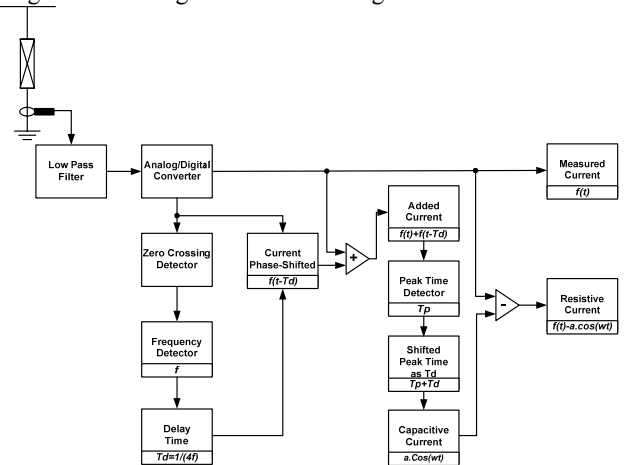 Low Pass
Filter
Analog/Digital
Converter
Measured
Current
f(t)
Added
Current
f(t)+f(t-Td)
Zero Crossing
Detector
Current
Phase-Shifted
f(t-Td)
+
Peak Time
Detector
Tp
-
Resistive
Current
f(t)-a.cos(wt)
Frequency
Detector
f
Shifted
Peak Time
as Td
Tp+Td
Delay
Time
Td=1/(4f)
Capacitive
Current
a.Cos(wt)